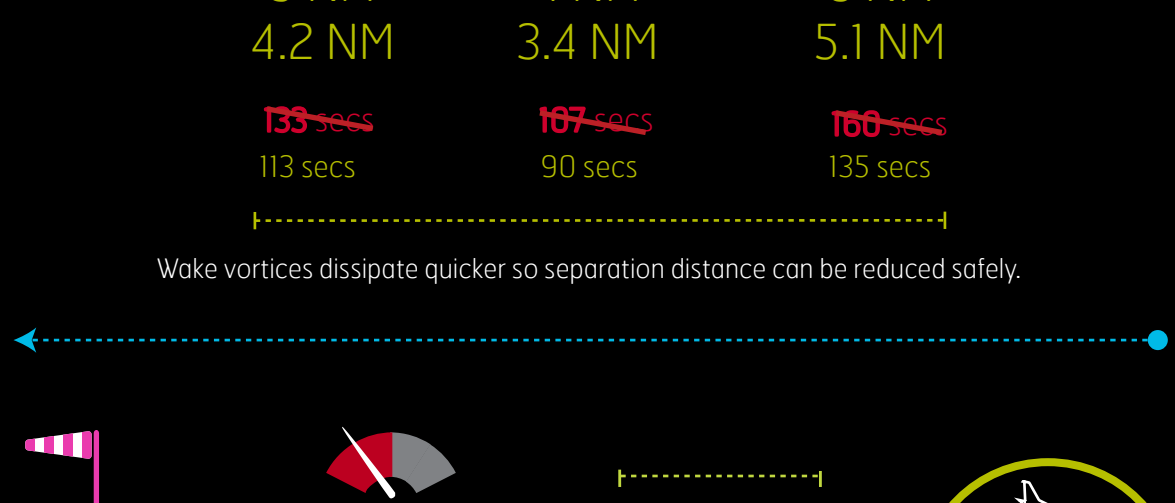 4.2 NM 3.4 NM 5.1 NM
133 secs 107 secs 160 secs
113 secs 90 secs 135 secs
Wake vortices dissipate quicker so separation distance can be reduced safely.